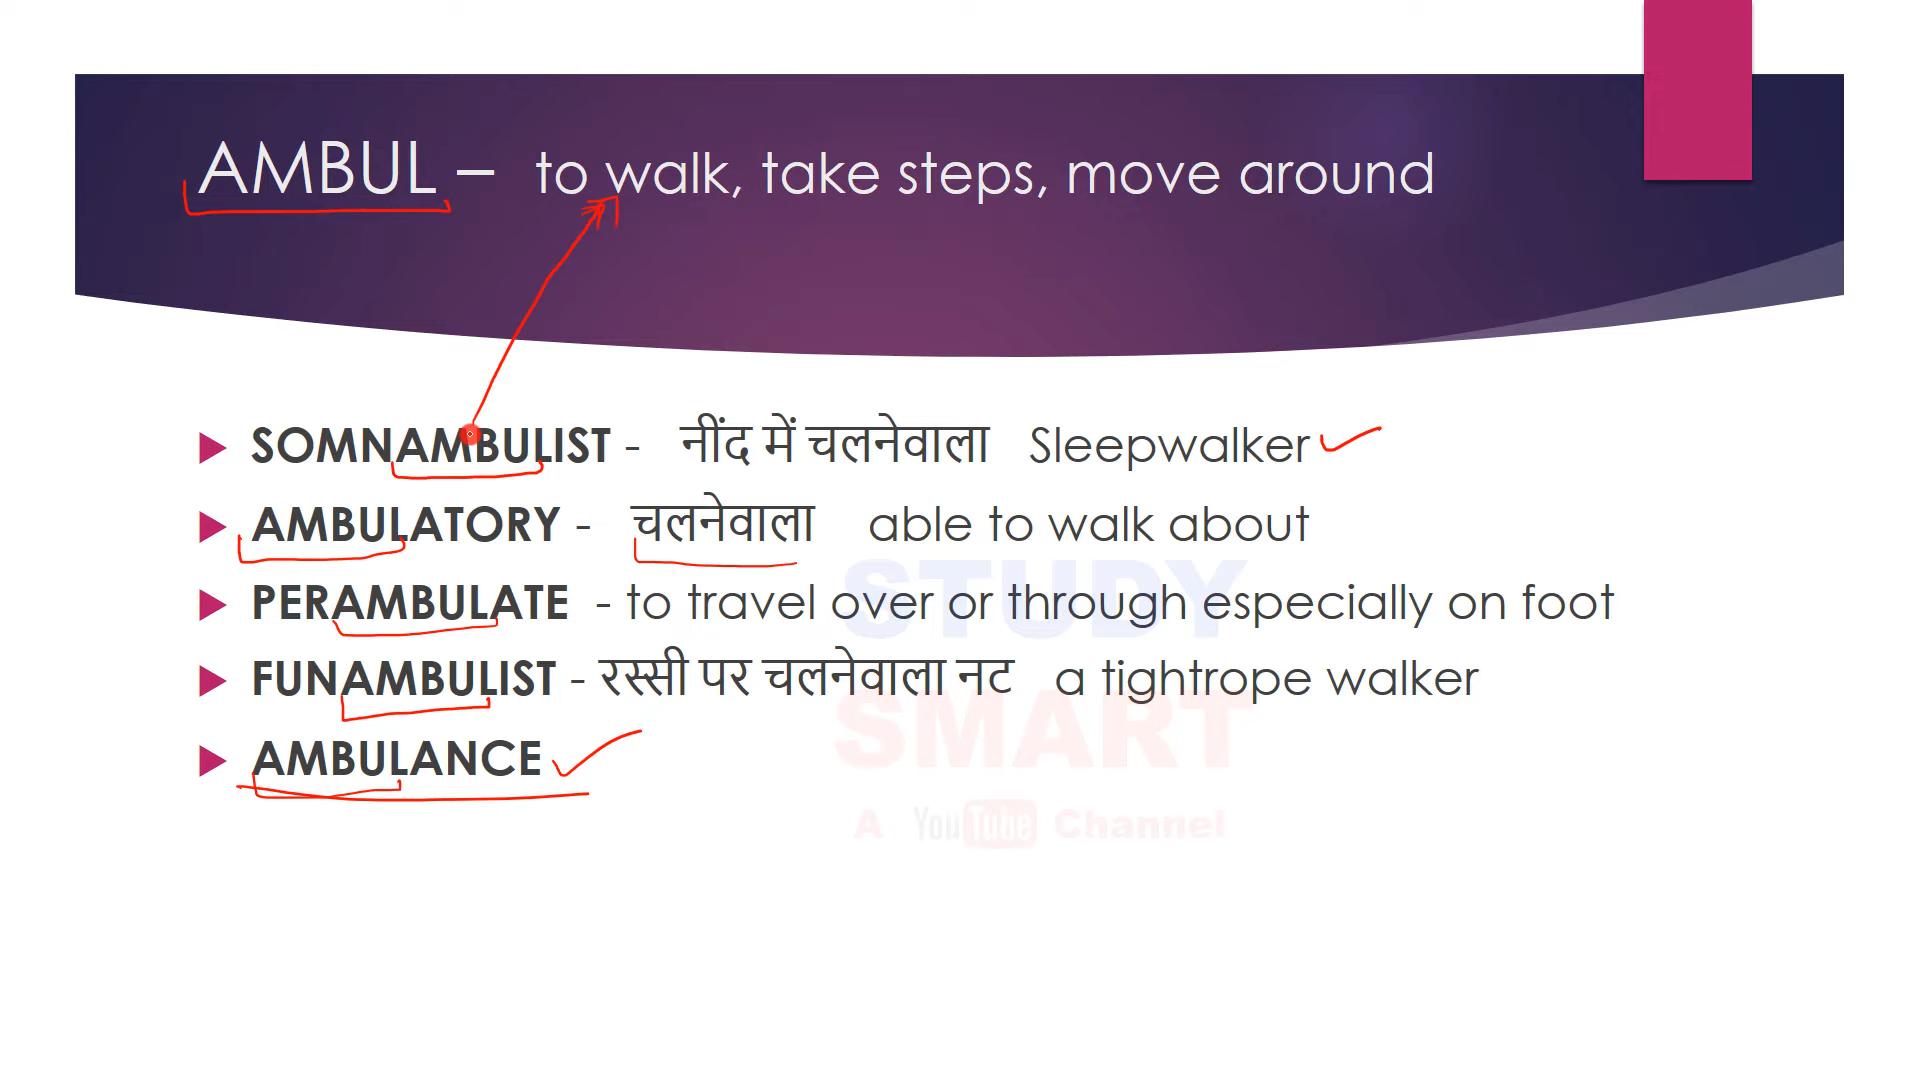 AMBUL – to walk, take steps, move around
SOMNAMBULIST - नींद में चलनेवाला Sleepwalker
AMBULATORY - चलनेवाला able to walk about
PERAMBULATE - to travel over or through especially on foot
FUNAMBULIST - रस्सी पर चलनेवाला नट a tightrope walker
AMBULANCE
STUDY
SMART
A YouTube Channel